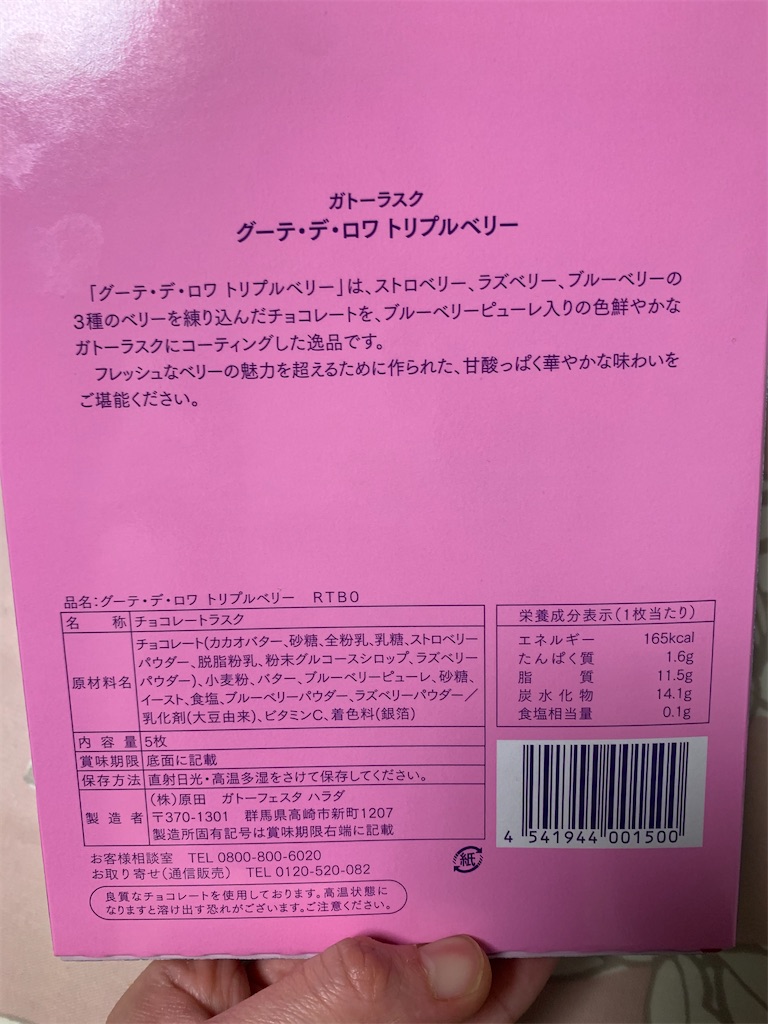 ガトーラスク
グーテ・デ・ロワ トリプルベリー
「グーテ・デ・ロワ トリプルベリー」は、ストロベリー、ラズベリー、ブルーベリーの
3種のベリーを練り込んだチョコレートを、ブルーベリーピューレ入りの色鮮やかな
ガトーラスクにコーティングした逸品です。
フレッシュなベリーの魅力を超えるために作られた、甘酸っぱく華やかな味わいを
ご堪能ください。
品名:グーテ・デ・ロワ トリプルベリー RTB0
名称 チョコレートラスク
原材料名 チョコレート(カカオバター、砂糖、全粉乳、乳糖、ストロベリー
パウダー、脱脂粉乳、粉末グルコースシロップ、ラズベリー
パウダー)、小麦粉、バター、ブルーベリーピューレ、砂糖、
イースト、食塩、ブルーベリーパウダー、ラズベリーパウダー/
乳化剤(大豆由来)、ビタミンC、着色料(銀箔)
内容量 5枚
賞味期限 底面に記載
保存方法 直射日光・高温多湿をさけて保存してください。
製造者 (株)原田 ガトーフェスタ ハラダ
〒370-1301 群馬県高崎市新町1207
製造所固有記号は賞味期限右端に記載
栄養成分表示(1枚当たり)
エネルギー 165kcal
たんぱく質 1.6g
脂質 11.5g
炭水化物 14.1g
食塩相当量 0.1g
4 541944 001500
お客様相談室 TEL 0800-800-6020
お取り寄せ(通信販売) TEL 0120-520-082
紙
良質なチョコレートを使用しております。高温状態に
なりますと溶け出す恐れがございます。ご注意ください。